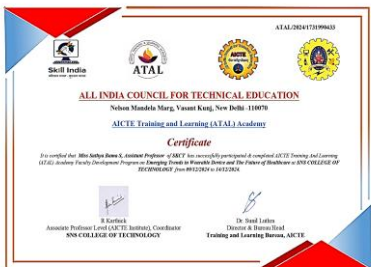 ATAL/2024/1731990433
Skill India
ATAL
AICTE
ALL INDIA COUNCIL FOR TECHNICAL EDUCATION
Nelson Mandela Marg, Vasant Kunj, New Delhi -110070
AICTE Training and Learning (ATAL) Academy
Certificate
It is certified that Miss Sathya Bama S, Assistant Professor of SKCT has successfully participated & completed AICTE Training And Learning
(ATAL) Academy Faculty Development Program on Emerging Trends in Wearable Device and The Future of Healthcare at SNS COLLEGE OF
TECHNOLOGY from 09/12/2024 to 14/12/2024.
R Karthick
Associate Professor Level (AICTE Institute), Coordinator
SNS COLLEGE OF TECHNOLOGY
Dr. Sunil Luthra
Director & Bureau Head
Training and Learning Bureau, AICTE